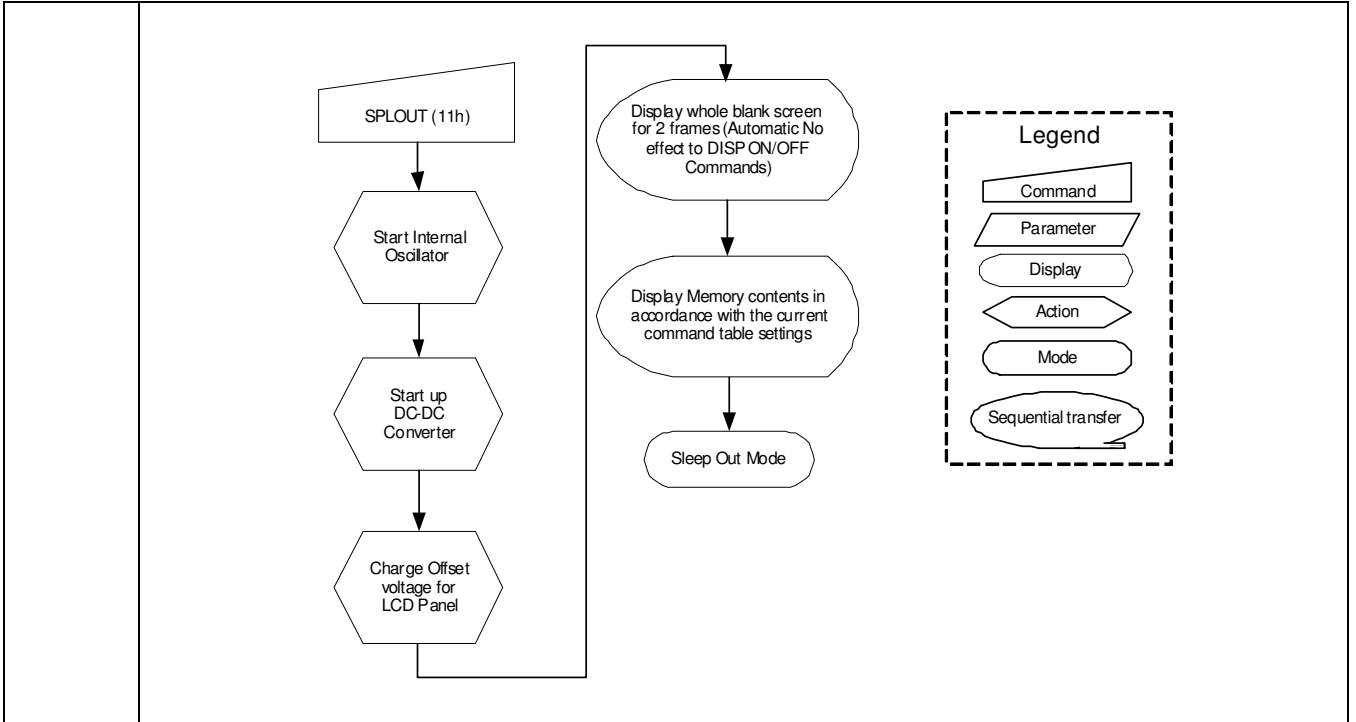 SPLOUT (11h)
Start Internal
Oscillator
Start up
DC-DC
Converter
Charge Offset
voltage for
LCD Panel
Display whole blank screen
for 2 frames (Automatic No
effect to DISP ON/OFF
Commands)
Display Memory contents in
accordance with the current
command table settings
Sleep Out Mode
Legend
Command
Parameter
Display
Action
Mode
Sequential transfer